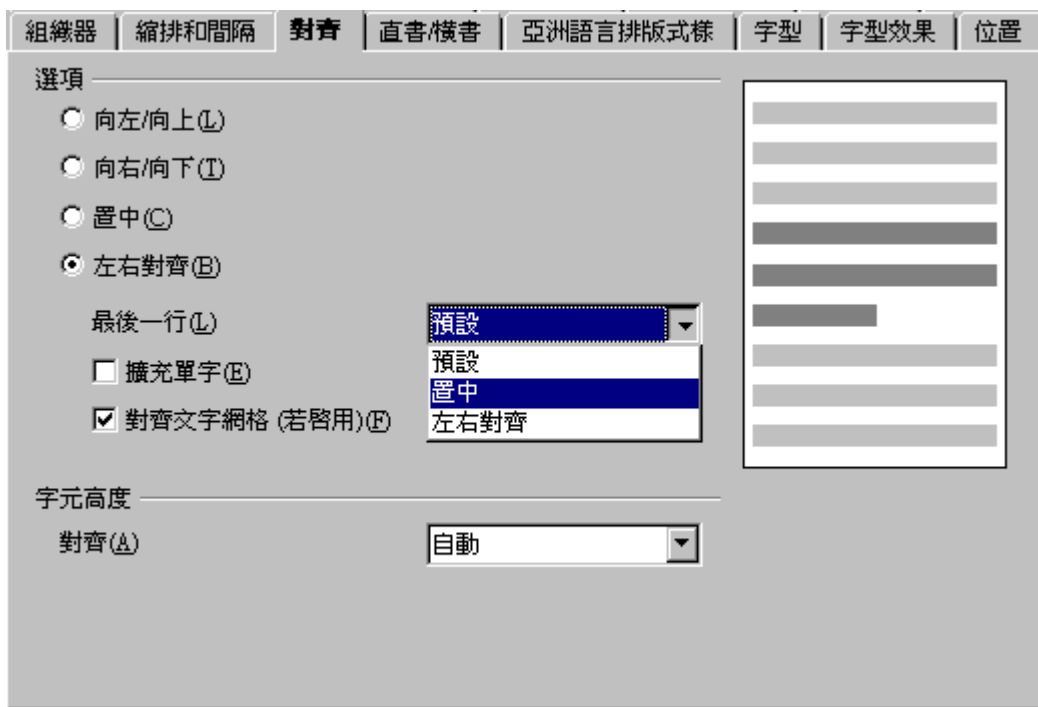 組織器 縮排和間隔 對齊 直書/橫書 亞洲語言排版式樣 字型 字型效果 位置
選項
向左/向上(L)
向右/向下(T)
置中(C)
左右對齊(B)
最後一行(L) 預設
預設
擴充單字(E)
置中
對齊文字網格 (若啓用)(F)
左右對齊
字元高度
對齊(A) 自動